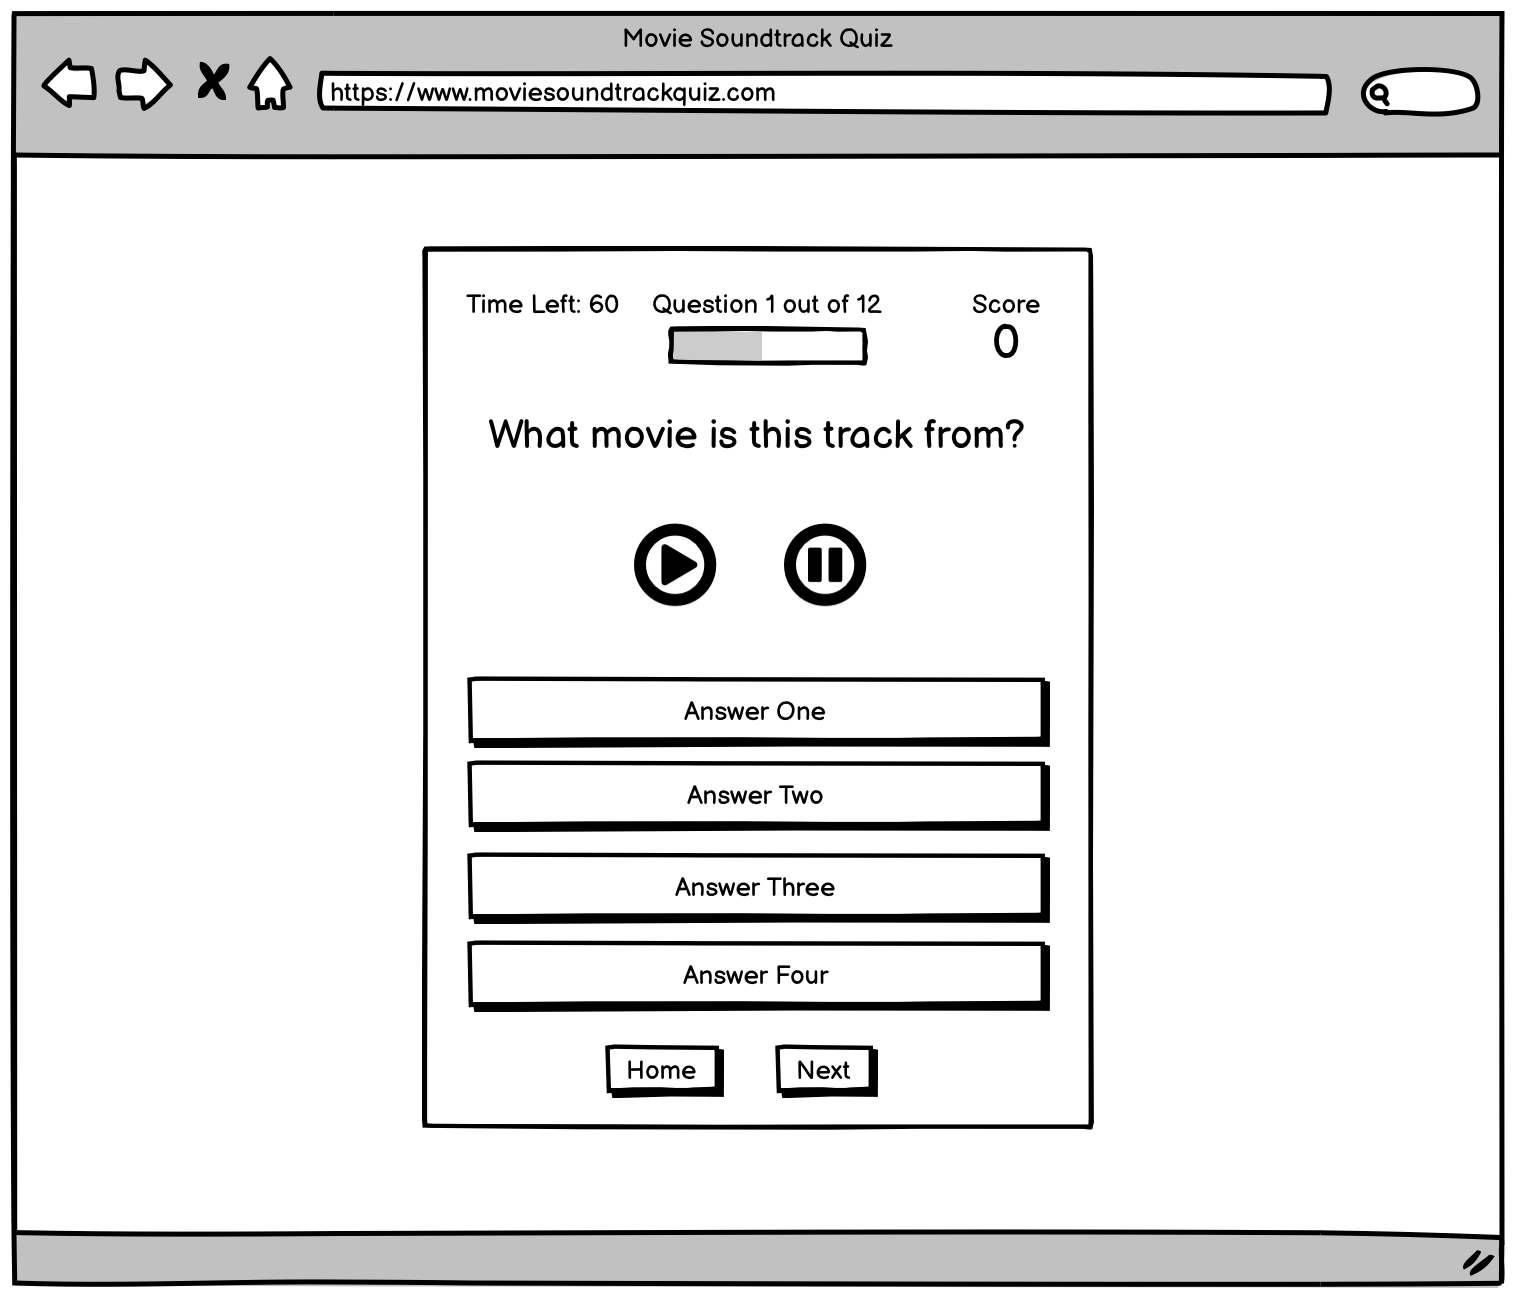 Movie Soundtrack Quiz
https://www.moviesoundtrackquiz.com
Time Left: 60
Question 1 out of 12
Score
0
What movie is this track from?
Answer One
Answer Two
Answer Three
Answer Four
Home
Next